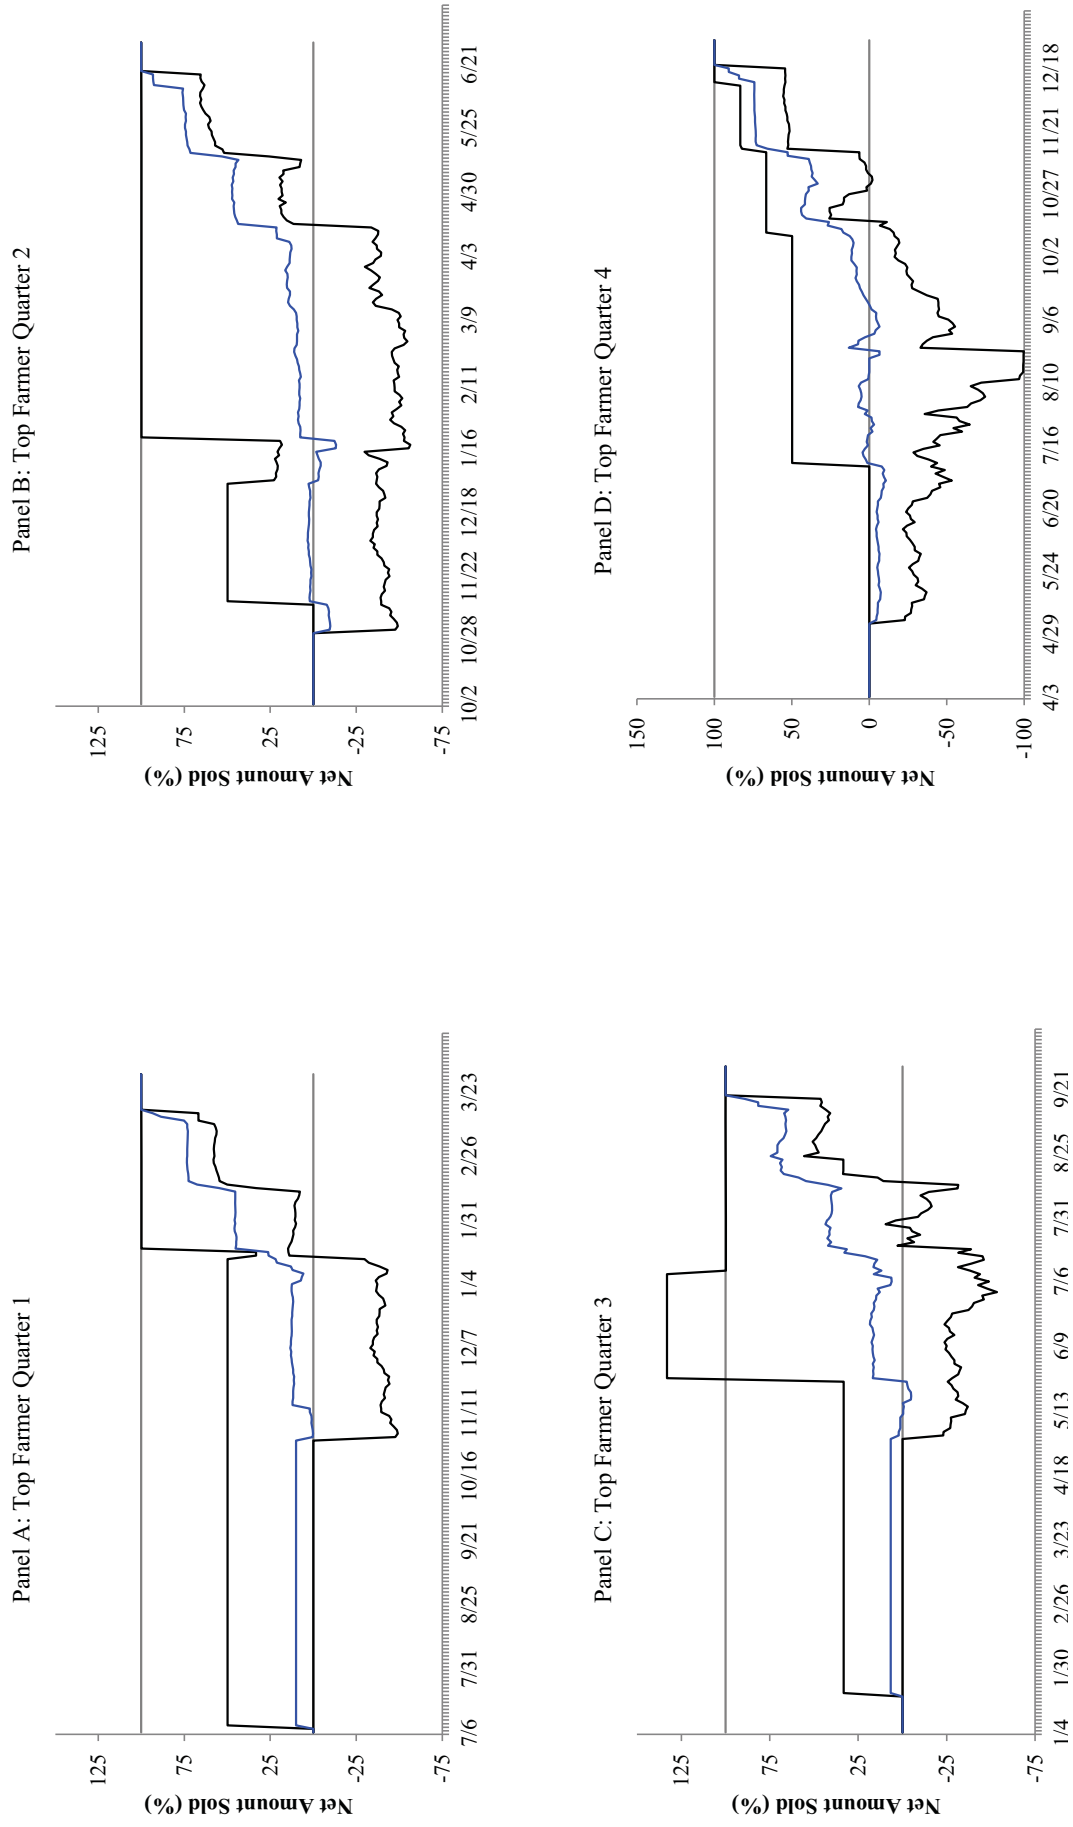 Panel A: Top Farmer Quarter 1
Net Amount Sold (%)
125
75
25
-25
-75
7/6 7/31 8/25 9/21 10/16 11/11 12/7 1/4 1/31 2/26 3/23
Panel B: Top Farmer Quarter 2
Net Amount Sold (%)
125
75
25
-25
-75
10/2 10/28 11/22 12/18 1/16 2/11 3/9 4/3 4/30 5/25 6/21
Panel C: Top Farmer Quarter 3
Net Amount Sold (%)
125
75
25
-25
-75
1/4 1/30 2/26 3/23 4/18 5/13 6/9 7/6 7/31 8/25 9/21
Panel D: Top Farmer Quarter 4
Net Amount Sold (%)
150
100
50
0
-50
-100
4/3 4/29 5/24 6/20 7/16 8/10 9/6 10/2 10/27 11/21 12/18